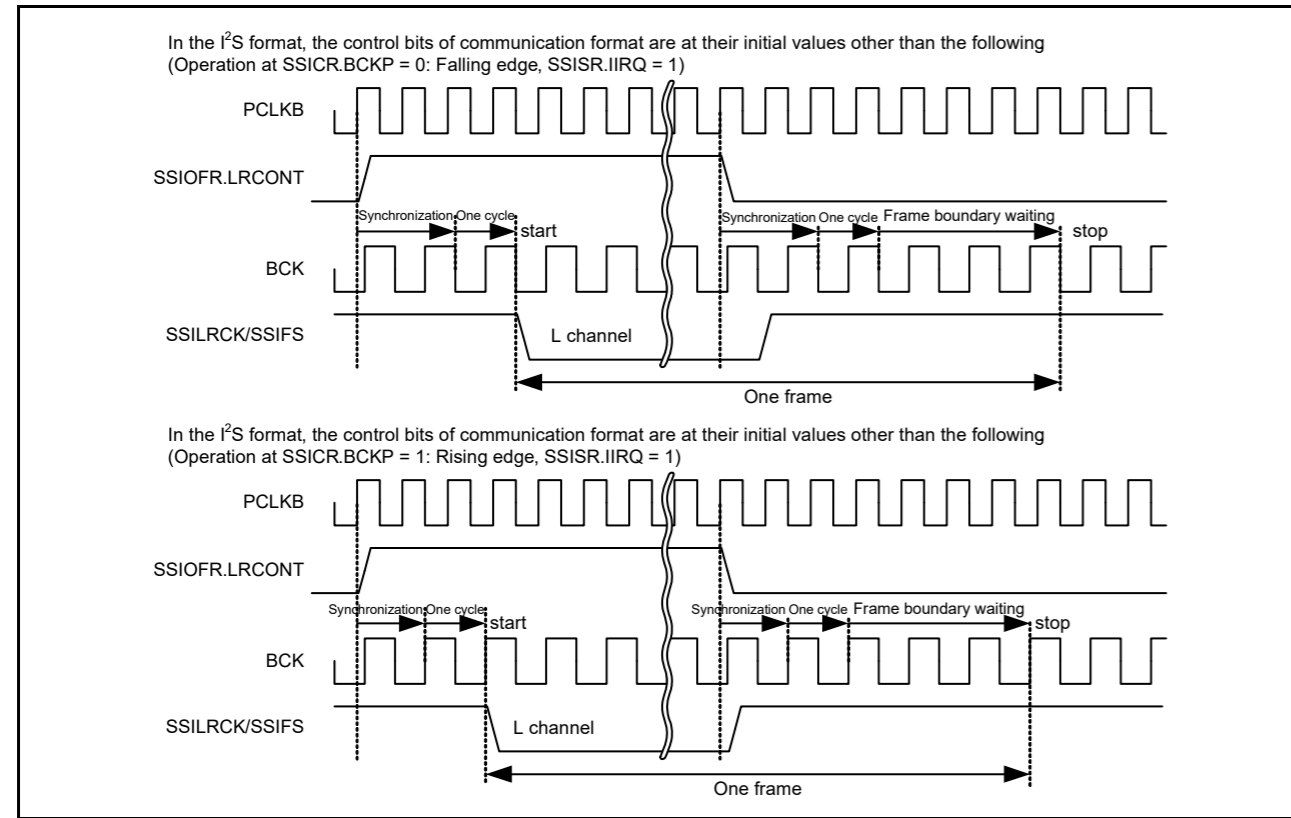 In the I²S format, the control bits of communication format are at their initial values other than the following
(Operation at SSICR.BCKP = 0: Falling edge, SSISR.IIRQ = 1)
PCLKB
SSIOFR.LRCONT
Synchronization One cycle Synchronization One cycle Frame boundary waiting
start stop
BCK
SSILRCK/SSIFS L channel
One frame
In the I²S format, the control bits of communication format are at their initial values other than the following
(Operation at SSICR.BCKP = 1: Rising edge, SSISR.IIRQ = 1)
PCLKB
SSIOFR.LRCONT
Synchronization One cycle Synchronization One cycle Frame boundary waiting
start stop
BCK
SSILRCK/SSIFS L channel
One frame